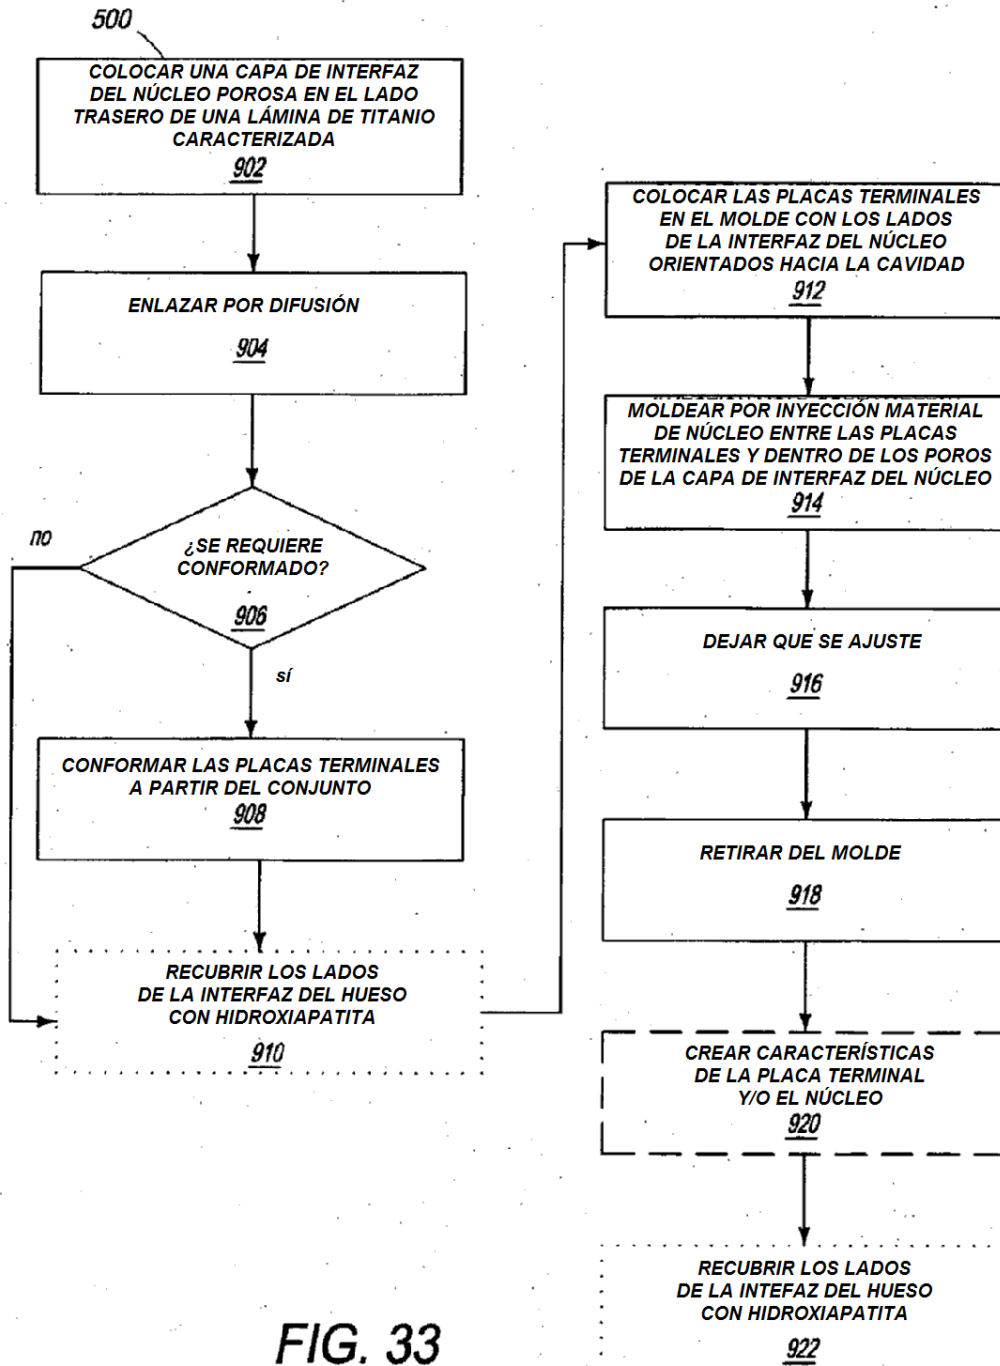 500
COLOCAR UNA CAPA DE INTERFAZ
DEL NÚCLEO POROSA EN EL LADO
TRASERO DE UNA LÁMINA DE TITANIO
CARACTERIZADA
902
ENLAZAR POR DIFUSIÓN
904
no
¿SE REQUIERE
CONFORMADO?
906
sí
CONFORMAR LAS PLACAS TERMINALES
A PARTIR DEL CONJUNTO
908
RECUBRIR LOS LADOS
DE LA INTERFAZ DEL HUESO
CON HIDROXIAPATITA
910
COLOCAR LAS PLACAS TERMINALES
EN EL MOLDE CON LOS LADOS
DE LA INTERFAZ DEL NÚCLEO
ORIENTADOS HACIA LA CAVIDAD
912
MOLDEAR POR INYECCIÓN MATERIAL
DE NÚCLEO ENTRE LAS PLACAS
TERMINALES Y DENTRO DE LOS POROS
DE LA CAPA DE INTERFAZ DEL NÚCLEO
914
DEJAR QUE SE AJUSTE
916
RETIRAR DEL MOLDE
918
CREAR CARACTERÍSTICAS
DE LA PLACA TERMINAL
Y/O EL NÚCLEO
920
RECUBRIR LOS LADOS
DE LA INTEFAZ DEL HUESO
CON HIDROXIAPATITA
922
FIG. 33